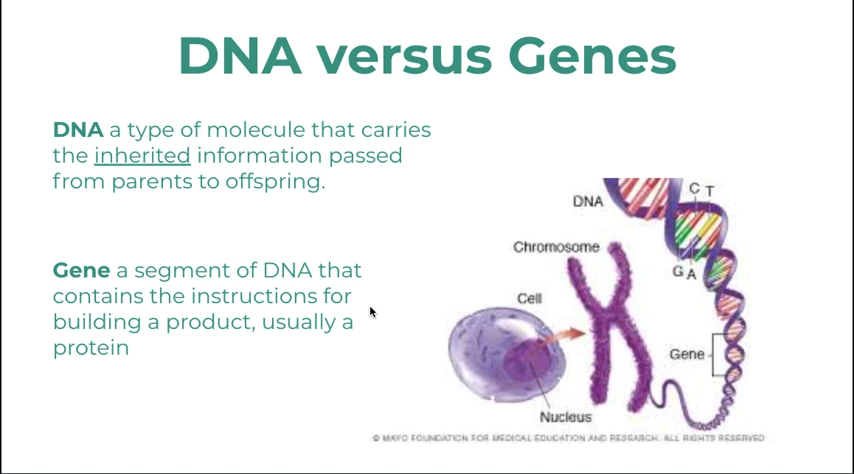 DNA versus Genes
DNA a type of molecule that carries
the inherited information passed
from parents to offspring.
Gene a segment of DNA that
contains the instructions for
building a product, usually a
protein
C T
DNA
Chromosome
G A
Cell
Gene
Nucleus
© MAYO FOUNDATION FOR MEDICAL EDUCATION AND RESEARCH. ALL RIGHTS RESERVED